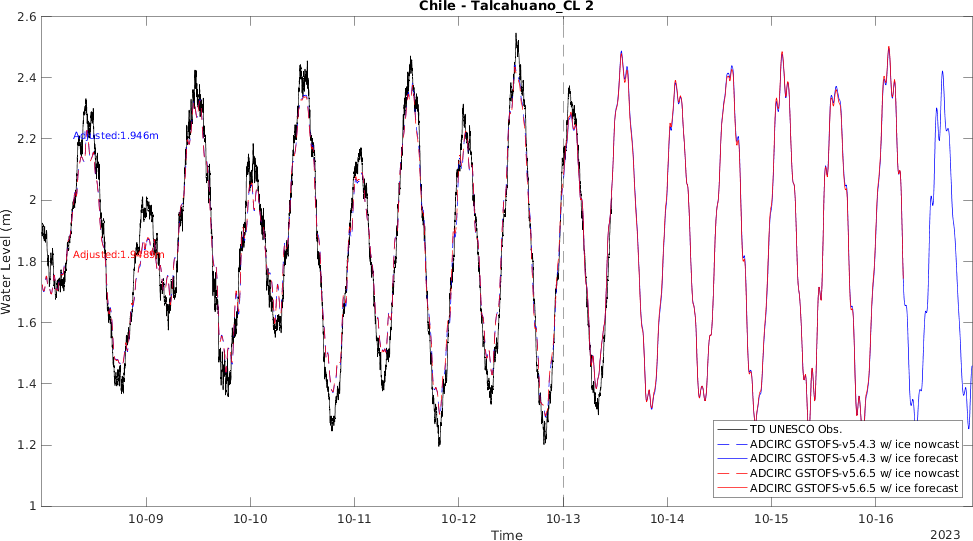 Chile - Talcahuano_CL 2
2.6
2.4
2.2
2
1.8
1.6
1.4
1.2
1
Water Level (m)
Adjusted:1.946m
TD UNESCO Obs.
ADCIRC GSTOFS-v5.4.3 w/ ice nowcast
ADCIRC GSTOFS-v5.4.3 w/ ice forecast
ADCIRC GSTOFS-v5.6.5 w/ ice nowcast
ADCIRC GSTOFS-v5.6.5 w/ ice forecast
10-09
10-10
10-11
10-12
10-13
10-14
10-15
10-16
Time
2023